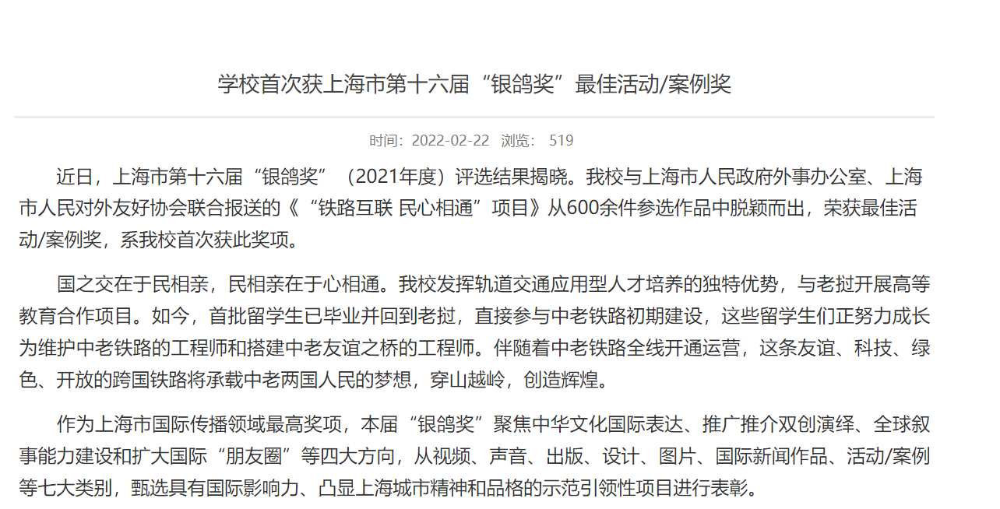 学校首次获上海市第十六届“银鸽奖”最佳活动/案例奖
时间：2022-02-22 浏览： 519
近日，上海市第十六届“银鸽奖”（2021年度）评选结果揭晓。我校与上海市人民政府外事办公室、上海
市人民对外友好协会联合报送的《“铁路互联 民心相通”项目》从600余件参选作品中脱颖而出，荣获最佳活
动/案例奖，系我校首次获此奖项。
国之交在于民相亲，民相亲在于心相通。我校发挥轨道交通应用型人才培养的独特优势，与老挝开展高等
教育合作项目。如今，首批留学生已毕业并回到老挝，直接参与中老铁路初期建设，这些留学生们正努力成长
为维护中老铁路的工程师和搭建中老友谊之桥的工程师。伴随着中老铁路全线开通运营，这条友谊、科技、绿
色、开放的跨国铁路将承载中老两国人民的梦想，穿山越岭，创造辉煌。
作为上海市国际传播领域最高奖项，本届“银鸽奖”聚焦中华文化国际表达、推广推介双创演绎、全球叙
事能力建设和扩大国际“朋友圈”等四大方向，从视频、声音、出版、设计、图片、国际新闻作品、活动/案例
等七大类别，甄选具有国际影响力、凸显上海城市精神和品格的示范引领性项目进行表彰。